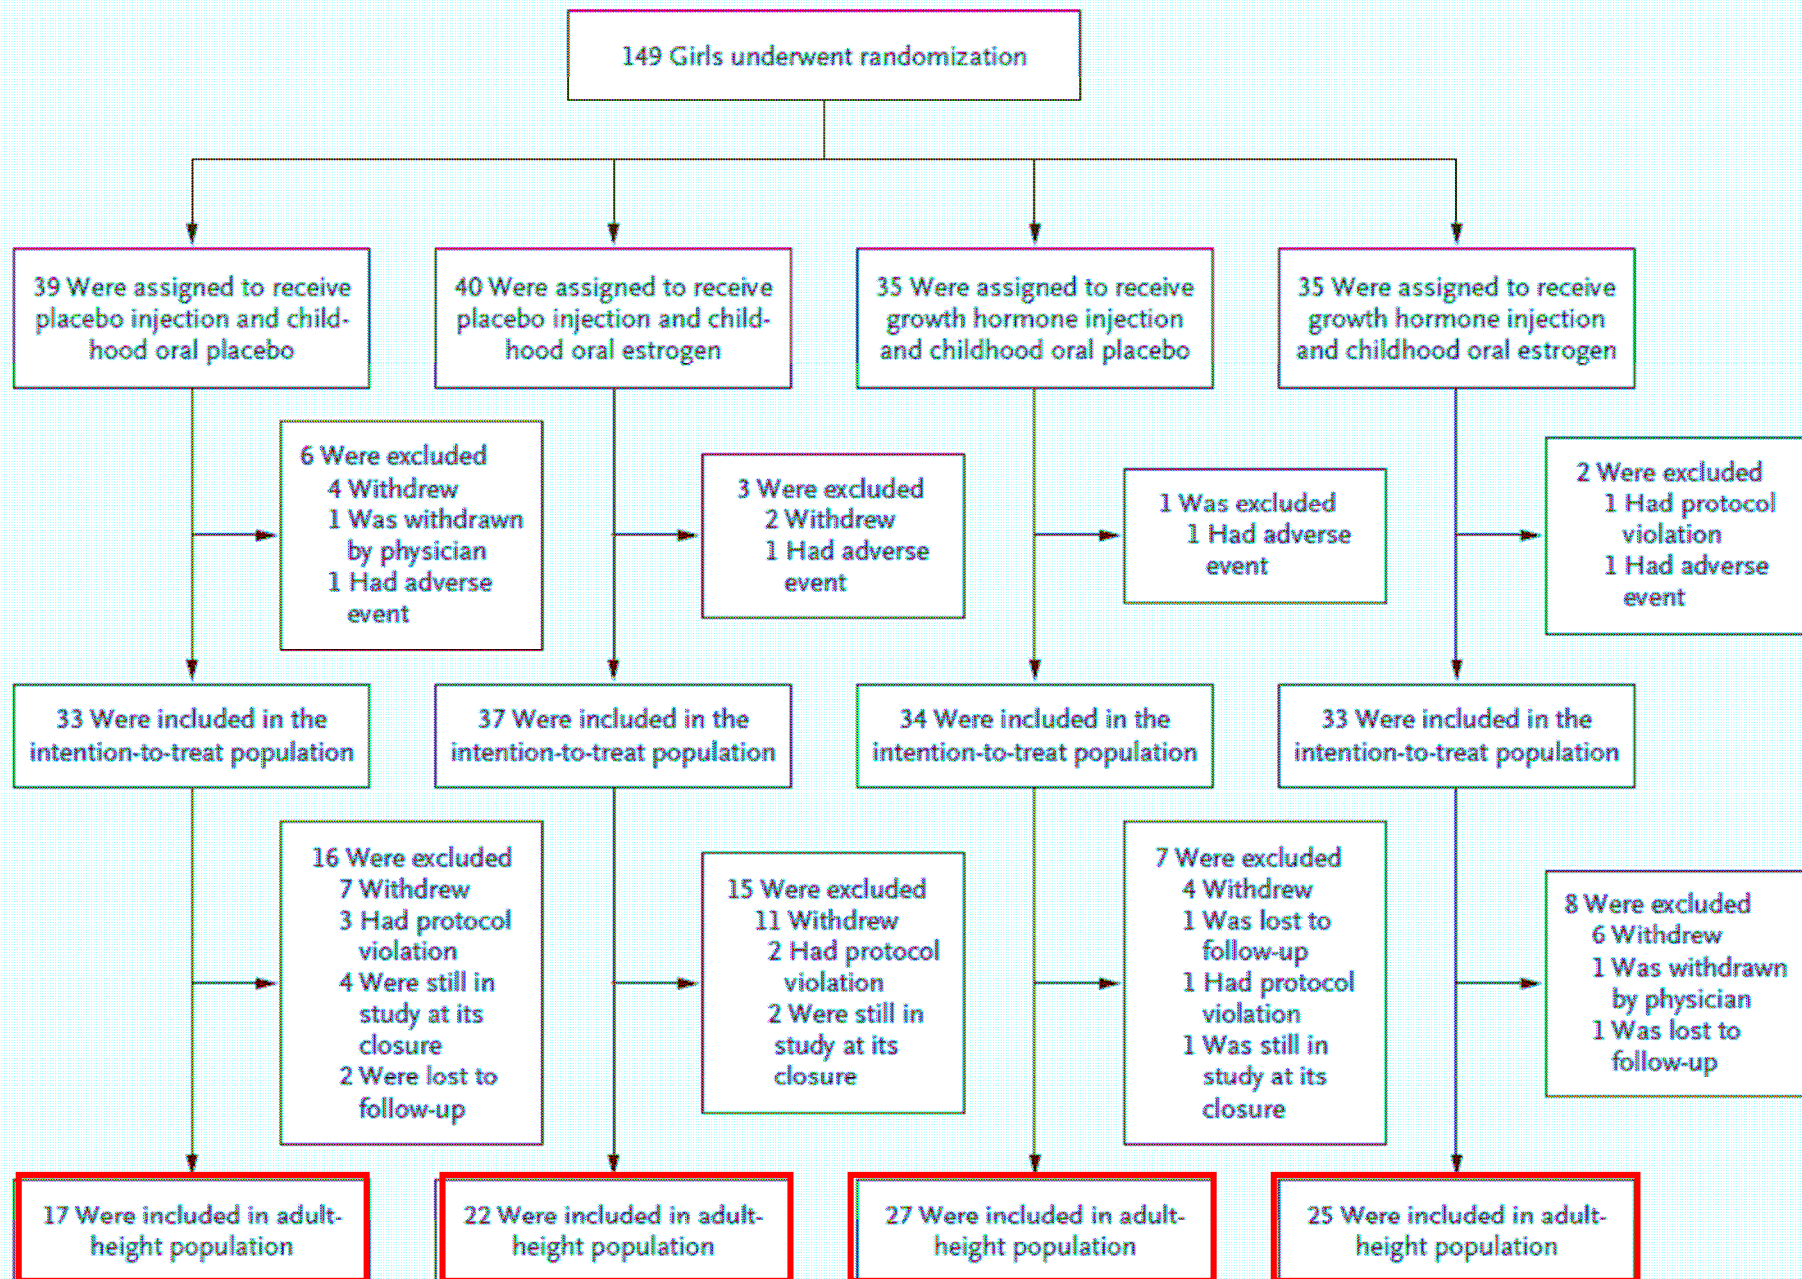 149 Girls underwent randomization
39 Were assigned to receive
placebo injection and child-
hood oral placebo
40 Were assigned to receive
placebo injection and child-
hood oral estrogen
35 Were assigned to receive
growth hormone injection
and childhood oral placebo
35 Were assigned to receive
growth hormone injection
and childhood oral estrogen
6 Were excluded
4 Withdrew
1 Was withdrawn
by physician
1 Had adverse
event
3 Were excluded
2 Withdrew
1 Had adverse
event
1 Was excluded
1 Had adverse
event
2 Were excluded
1 Had protocol
violation
1 Had adverse
event
33 Were included in the
intention-to-treat population
37 Were included in the
intention-to-treat population
34 Were included in the
intention-to-treat population
33 Were included in the
intention-to-treat population
16 Were excluded
7 Withdrew
3 Had protocol
violation
4 Were still in
study at its
closure
2 Were lost to
follow-up
15 Were excluded
11 Withdrew
2 Had protocol
violation
2 Were still in
study at its
closure
7 Were excluded
4 Withdrew
1 Was lost to
follow-up
1 Had protocol
violation
1 Was still in
study at its
closure
8 Were excluded
6 Withdrew
1 Was withdrawn
by physician
1 Was lost to
follow-up
17 Were included in adult-
height population
22 Were included in adult-
height population
27 Were included in adult-
height population
25 Were included in adult-
height population